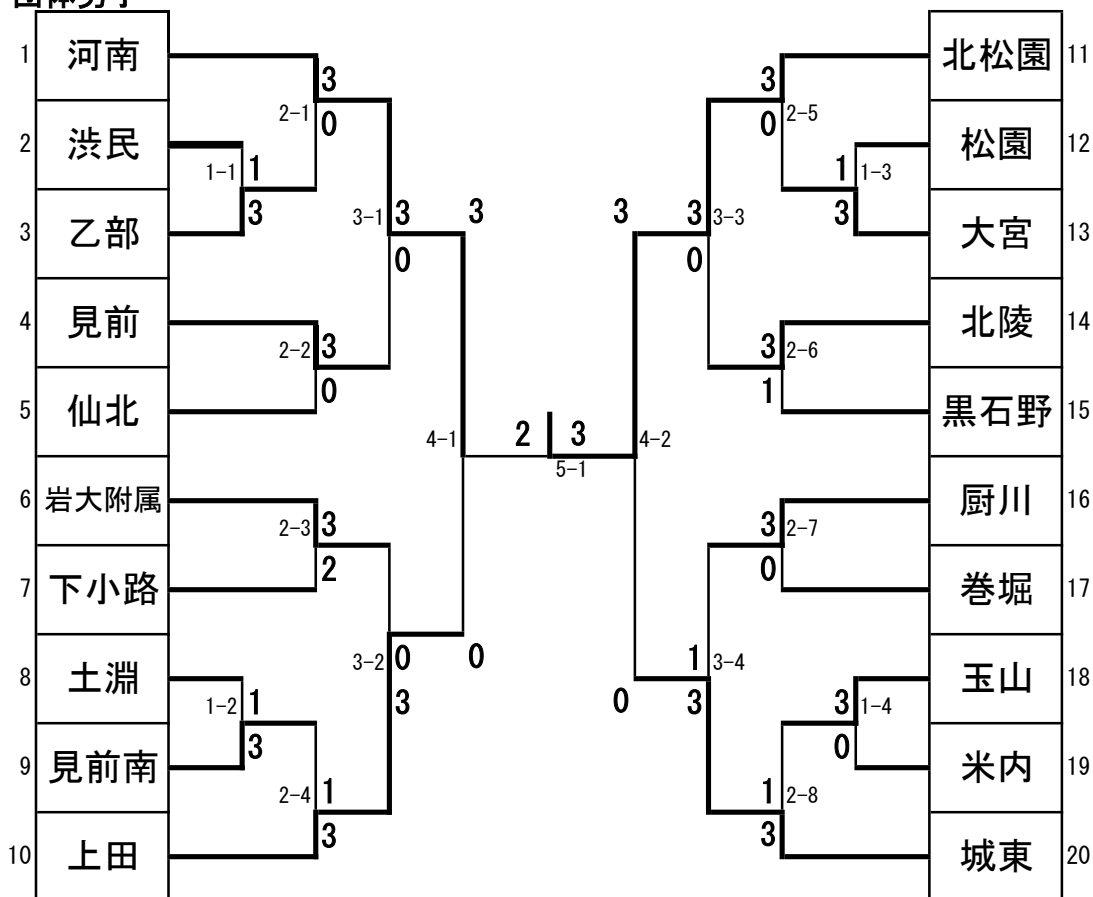 団体男子
1 河南 3 3 北松園 11
2-1 0 0 2-5
2 渋民 松園 12
1-1 1 1 1-3
3 3
3 乙部 3-1 3 3 3 3 3-3 大宮 13
0 0
4 見前 北陵 14
2-2 3 3 2-6
0 1
5 仙北 黒石野 15
4-1 2 3 4-2
5-1
6 岩大附属 厨川 16
2-3 3 3 2-7
2 0
7 下小路 巻堀 17
3-2 0 0 1 3-4
8 土淵 3 0 3 玉山 18
1-2 1 3 1-4
3 0
9 見前南 米内 19
2-4 1 1 2-8
3 3
10 上田 城東 20